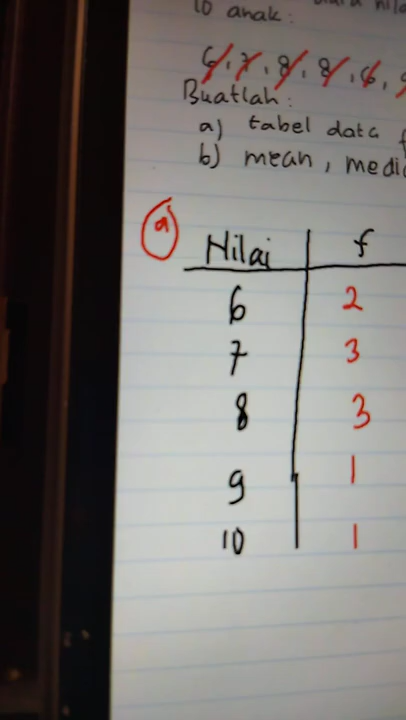 10 anak:
6, 7, 8, 8, 6,
Buatlah:
a) tabel data f
b) mean, medi
a
Nilai f
6 2
7 3
8 3
9 1
10 1